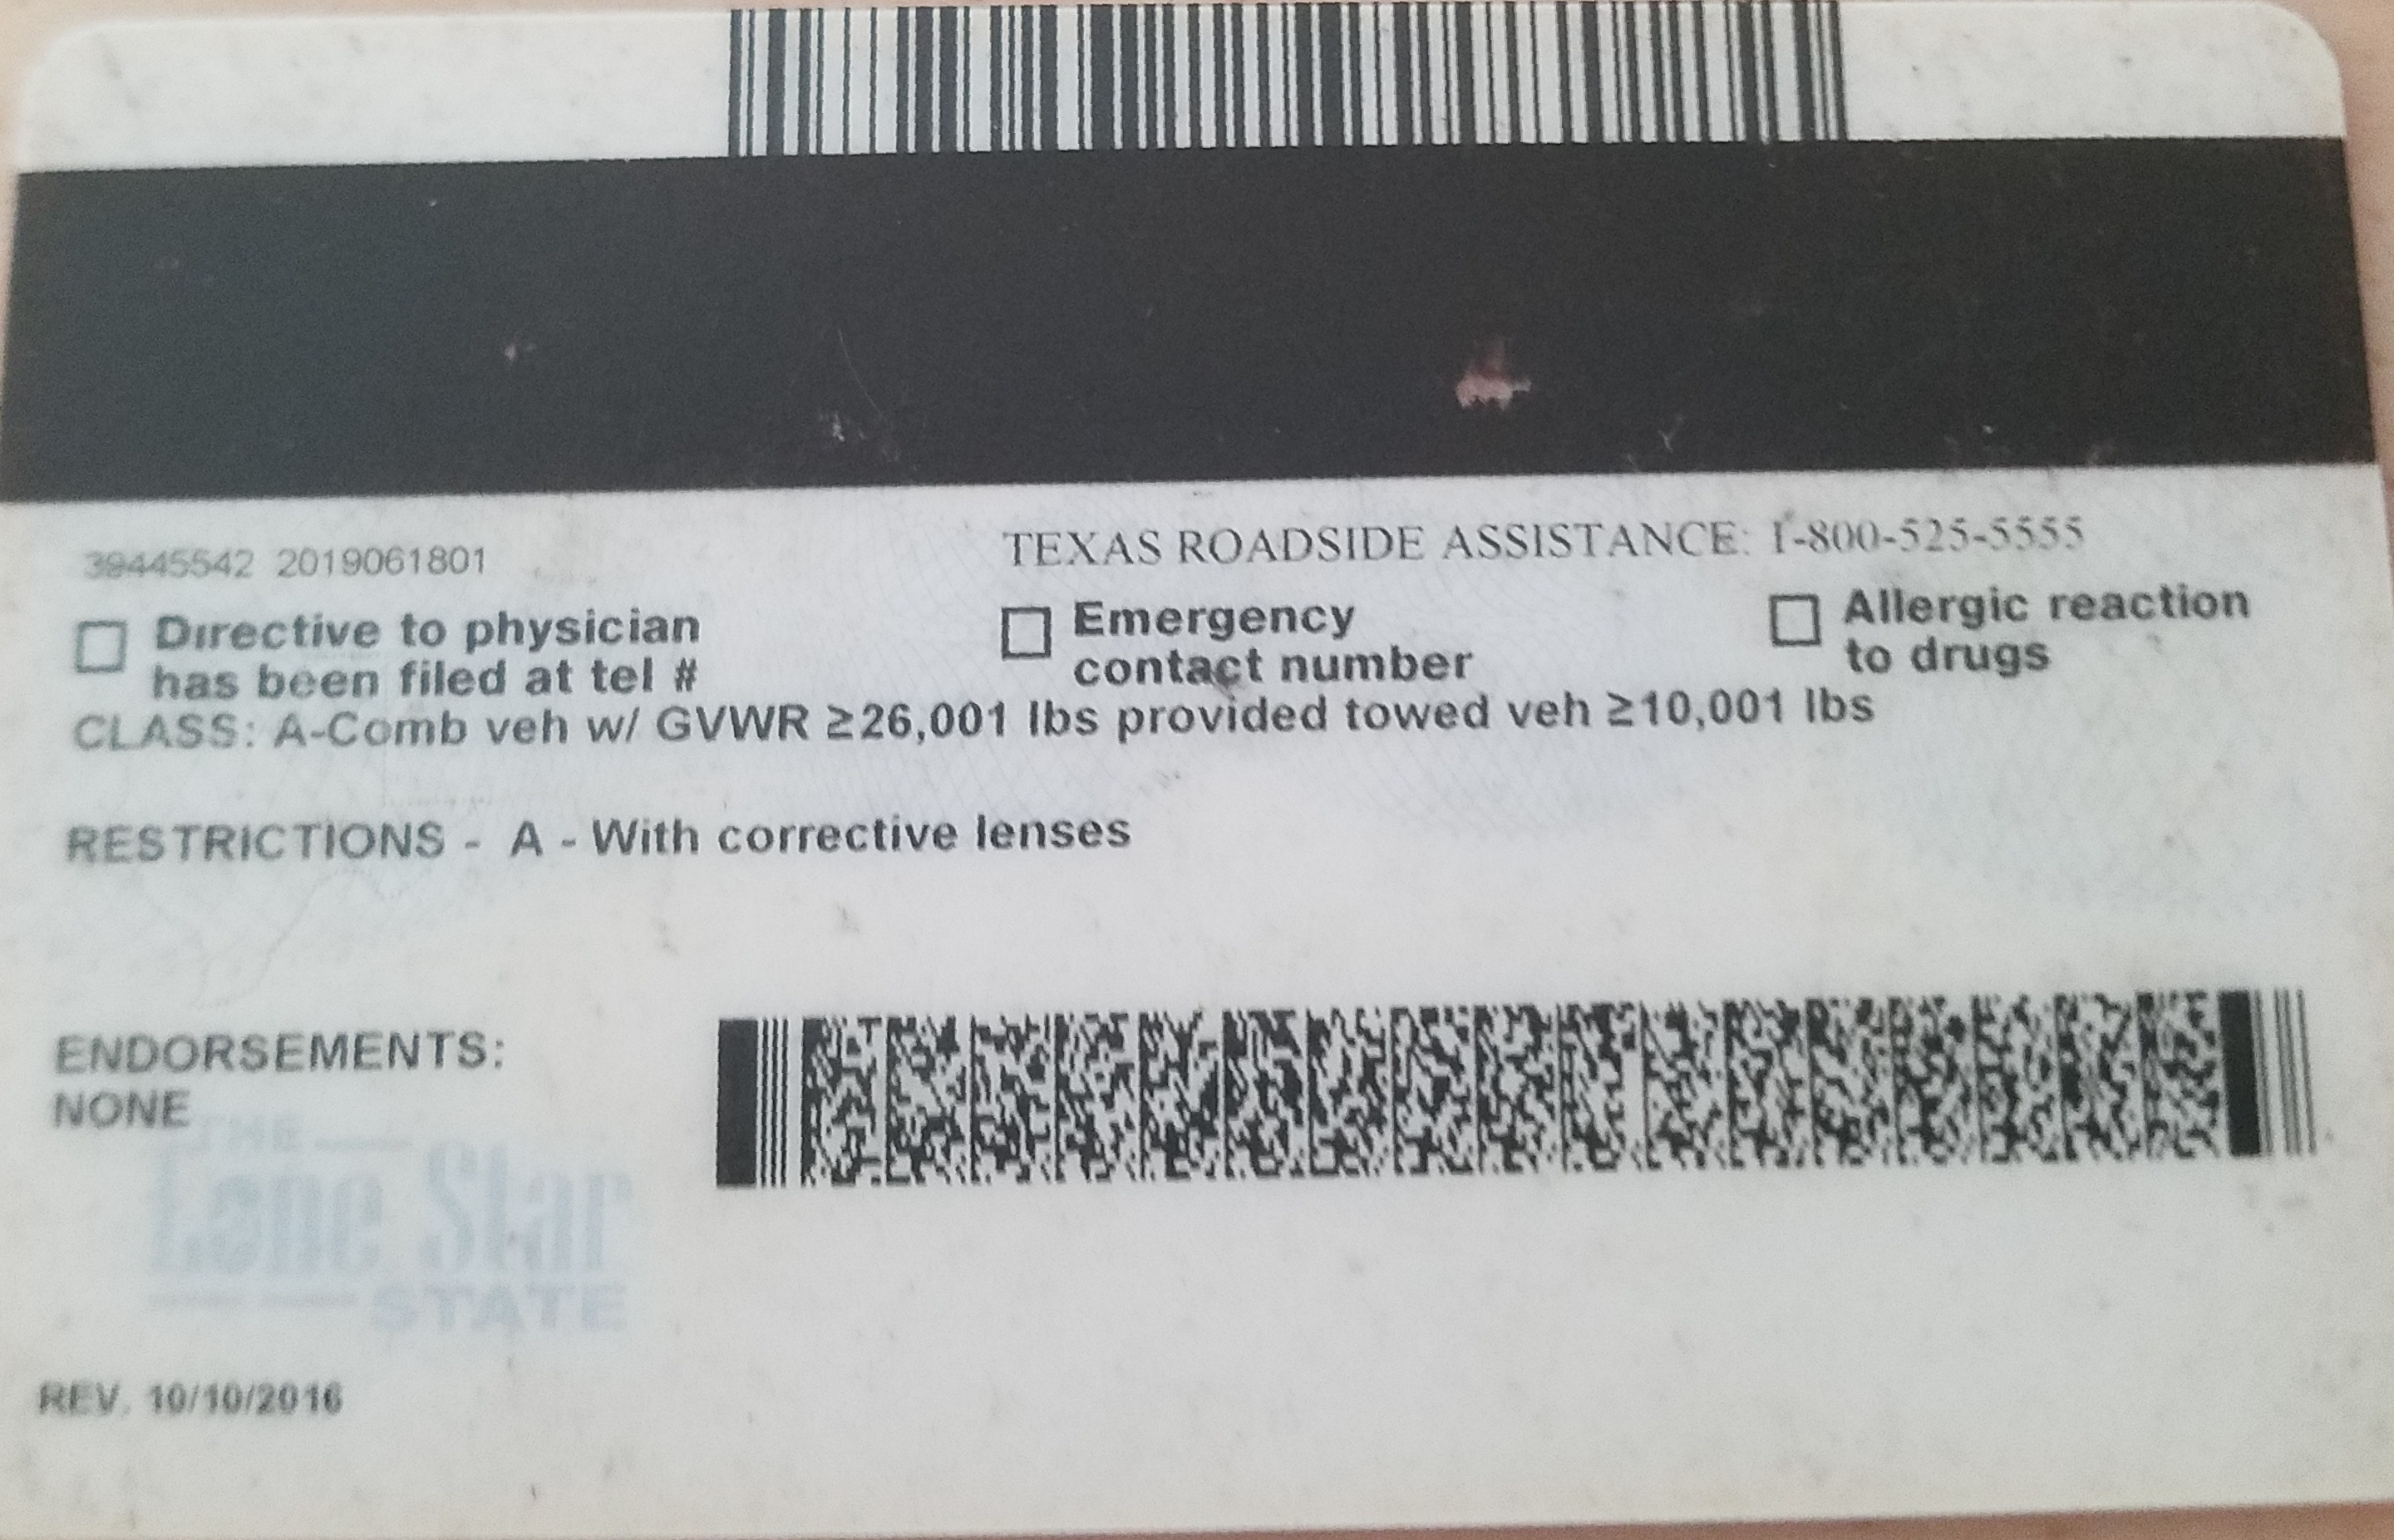 39445542 2019061801
TEXAS ROADSIDE ASSISTANCE: 1-800-525-5555
Directive to physician
has been filed at tel #
Emergency
contact number
Allergic reaction
to drugs
CLASS: A-Comb veh w/ GVWR ≥26,001 lbs provided towed veh ≥10,001 lbs
RESTRICTIONS - A - With corrective lenses
ENDORSEMENTS:
NONE
THE
Lone Star
STATE
REV. 10/10/2016